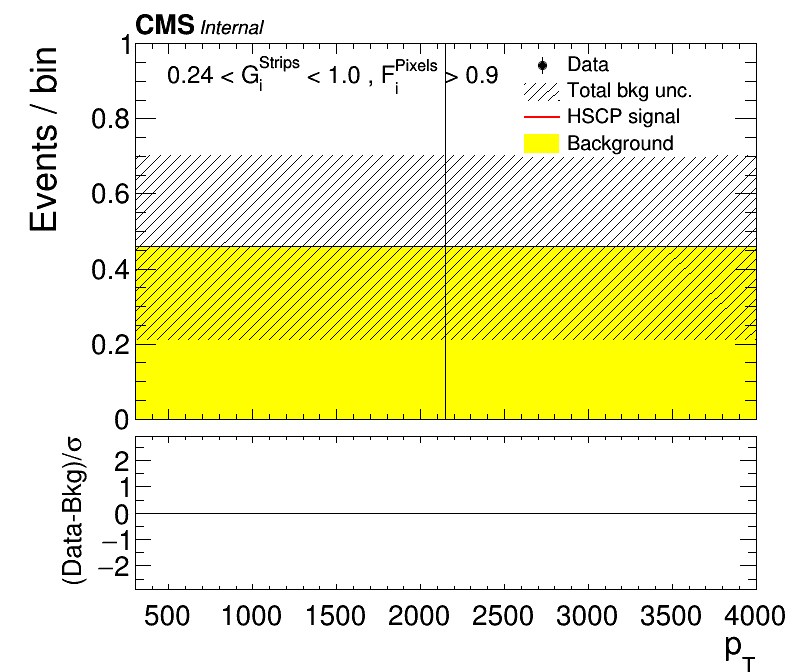 CMS Internal
0.24 < G_i^Strips < 1.0 , F_i^Pixels > 0.9
Data
Total bkg unc.
HSCP signal
Background
Events / bin
1
0.8
0.6
0.4
0.2
0
(Data-Bkg)/σ
2
1
0
−1
−2
500 1000 1500 2000 2500 3000 3500 4000
p_T